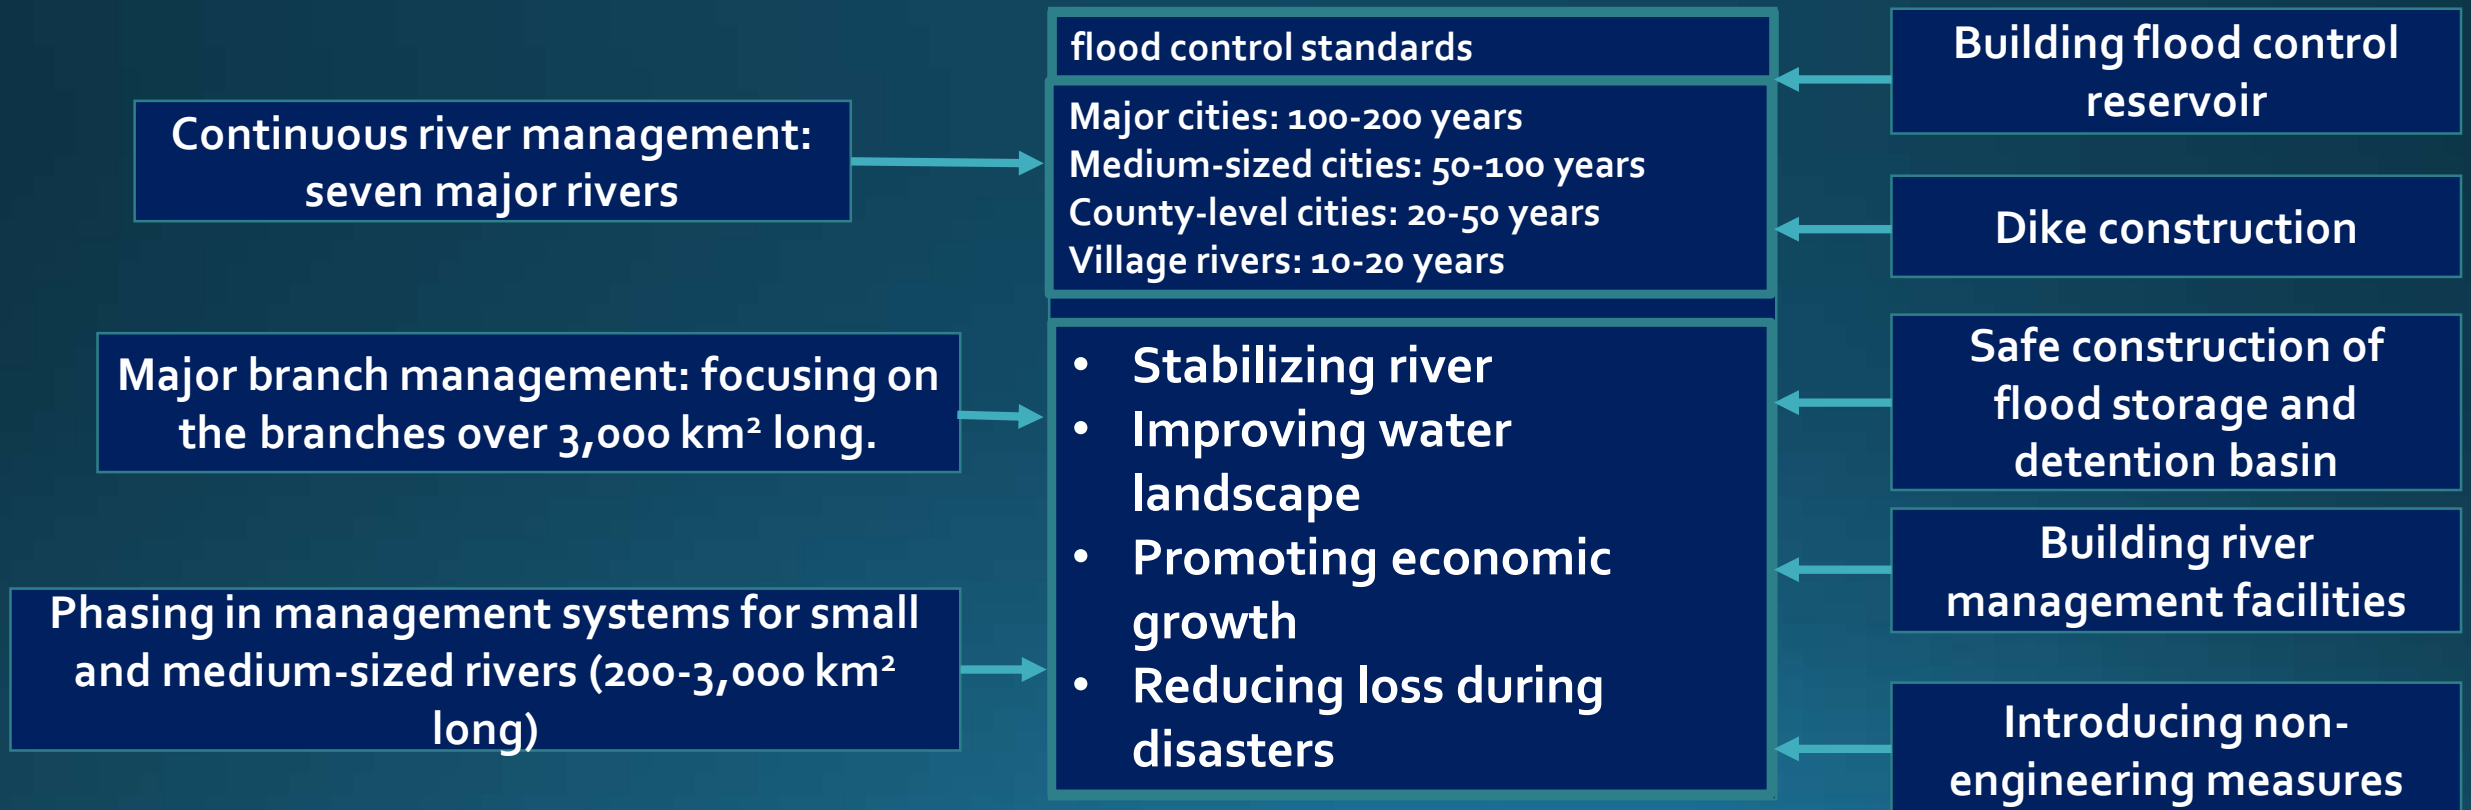 Continuous river management:
seven major rivers
Major branch management: focusing on
the branches over 3,000 km² long.
Phasing in management systems for small
and medium-sized rivers (200-3,000 km²
long)
flood control standards
Major cities: 100-200 years
Medium-sized cities: 50-100 years
County-level cities: 20-50 years
Village rivers: 10-20 years
• Stabilizing river
• Improving water
landscape
• Promoting economic
growth
• Reducing loss during
disasters
Building flood control
reservoir
Dike construction
Safe construction of
flood storage and
detention basin
Building river
management facilities
Introducing non-
engineering measures